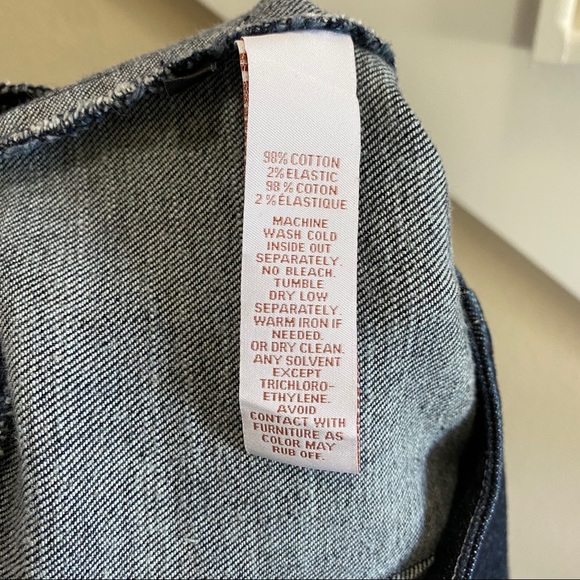 98% COTTON
2% ELASTIC
98 % COTON
2 % ÉLASTIQUE
MACHINE
WASH COLD
INSIDE OUT
SEPARATELY.
NO BLEACH.
TUMBLE
DRY LOW
SEPARATELY.
WARM IRON IF
NEEDED.
OR DRY CLEAN.
ANY SOLVENT
EXCEPT
TRICHLORO-
ETHYLENE.
AVOID
CONTACT WITH
FURNITURE AS
COLOR MAY
RUB OFF.